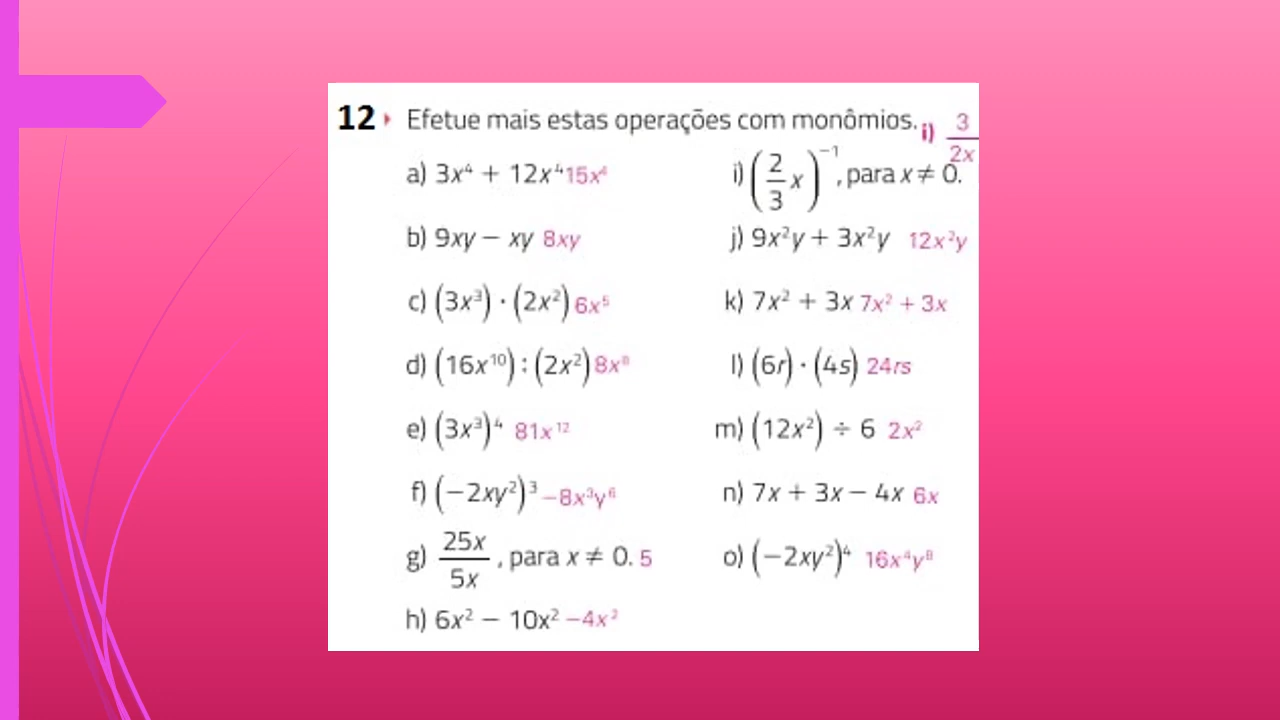 12 Efetue mais estas operações com monômios.
a) 3x⁴ + 12x⁴ 15x⁴
b) 9xy – xy 8xy
c) (3x³) · (2x²) 6x⁵
d) (16x¹⁰) : (2x²) 8x⁸
e) (3x³)⁴ 81x¹²
f) (–2xy²)³ –8x³y⁶
g) 25x/5x , para x ≠ 0. 5
h) 6x² – 10x² –4x²
i) 3/2x
i) (2/3 x)⁻¹, para x ≠ 0.
j) 9x²y + 3x²y 12x²y
k) 7x² + 3x 7x² + 3x
l) (6r) · (4s) 24rs
m) (12x²) ÷ 6 2x²
n) 7x + 3x – 4x 6x
o) (–2xy²)⁴ 16x⁴y⁸